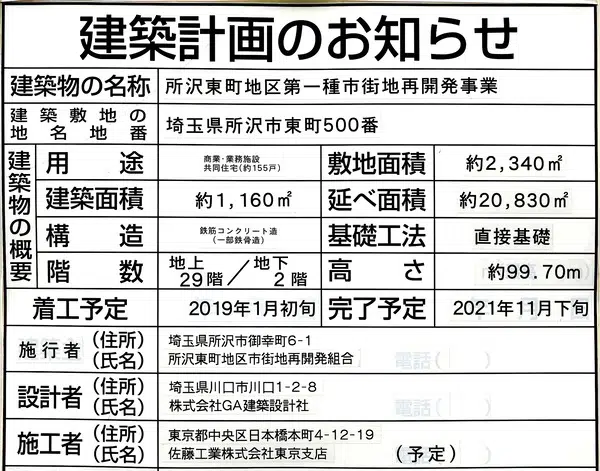 建築計画のお知らせ
建築物の名称 所沢東町地区第一種市街地再開発事業
建築敷地の
地名地番 埼玉県所沢市東町500番
建築物の概要
用途 商業・業務施設
共同住宅(約155戸) 敷地面積 約2,340㎡
建築面積 約1,160㎡ 延べ面積 約20,830㎡
構造 鉄筋コンクリート造
(一部鉄骨造) 基礎工法 直接基礎
階数 地上29階/地下2階 高さ 約99.70m
着工予定 2019年1月初旬 完了予定 2021年11月下旬
施行者 (住所) 埼玉県所沢市御幸町6-1
(氏名) 所沢東町地区市街地再開発組合 電話( )
設計者 (住所) 埼玉県川口市川口1-2-8
(氏名) 株式会社GA建築設計社 電話( )
施工者 (住所) 東京都中央区日本橋本町4-12-19
(氏名) 佐藤工業株式会社東京支店 (予定)